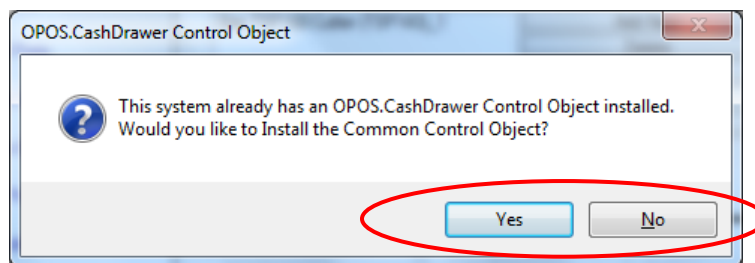 OPOS.CashDrawer Control Object
This system already has an OPOS.CashDrawer Control Object installed.
Would you like to Install the Common Control Object?
Yes
No